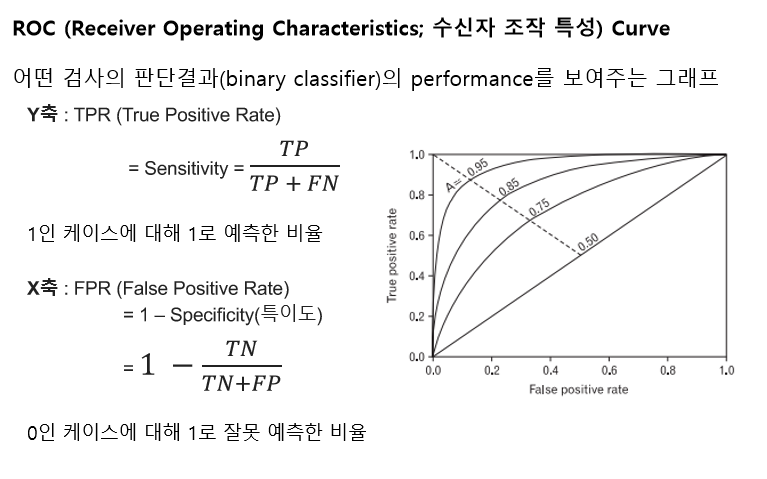 ROC (Receiver Operating Characteristics; 수신자 조작 특성) Curve
어떤 검사의 판단결과(binary classifier)의 performance를 보여주는 그래프
Y축 : TPR (True Positive Rate)
= Sensitivity = TP / TP + FN
1인 케이스에 대해 1로 예측한 비율
X축 : FPR (False Positive Rate)
= 1 – Specificity(특이도)
= 1 − TN / TN+FP
0인 케이스에 대해 1로 잘못 예측한 비율
True positive rate
1.0
0.8
0.6
0.4
0.2
0.0
A = 0.95
0.85
0.75
0.50
0.0 0.2 0.4 0.6 0.8 1.0
False positive rate